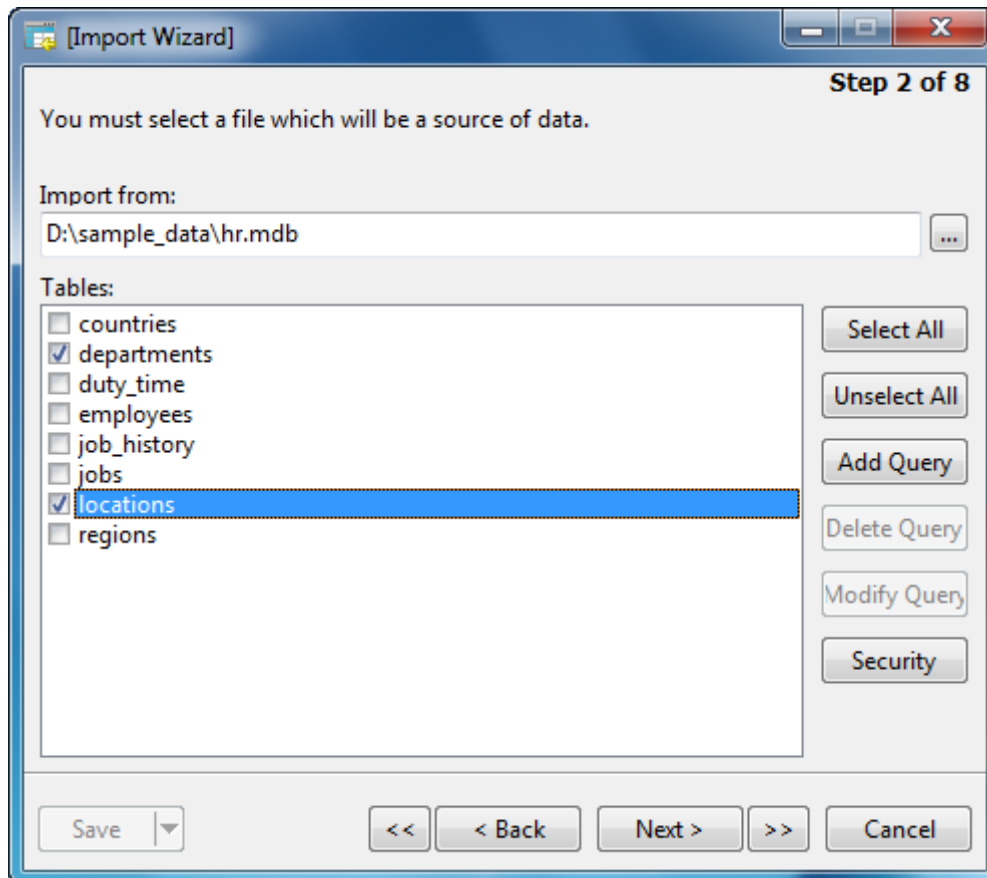 [Import Wizard]
Step 2 of 8
You must select a file which will be a source of data.
Import from:
D:\sample_data\hr.mdb
...
Tables:
countries
departments
duty_time
employees
job_history
jobs
locations
regions
Select All
Unselect All
Add Query
Delete Query
Modify Query
Security
Save
<<
< Back
Next >
>>
Cancel